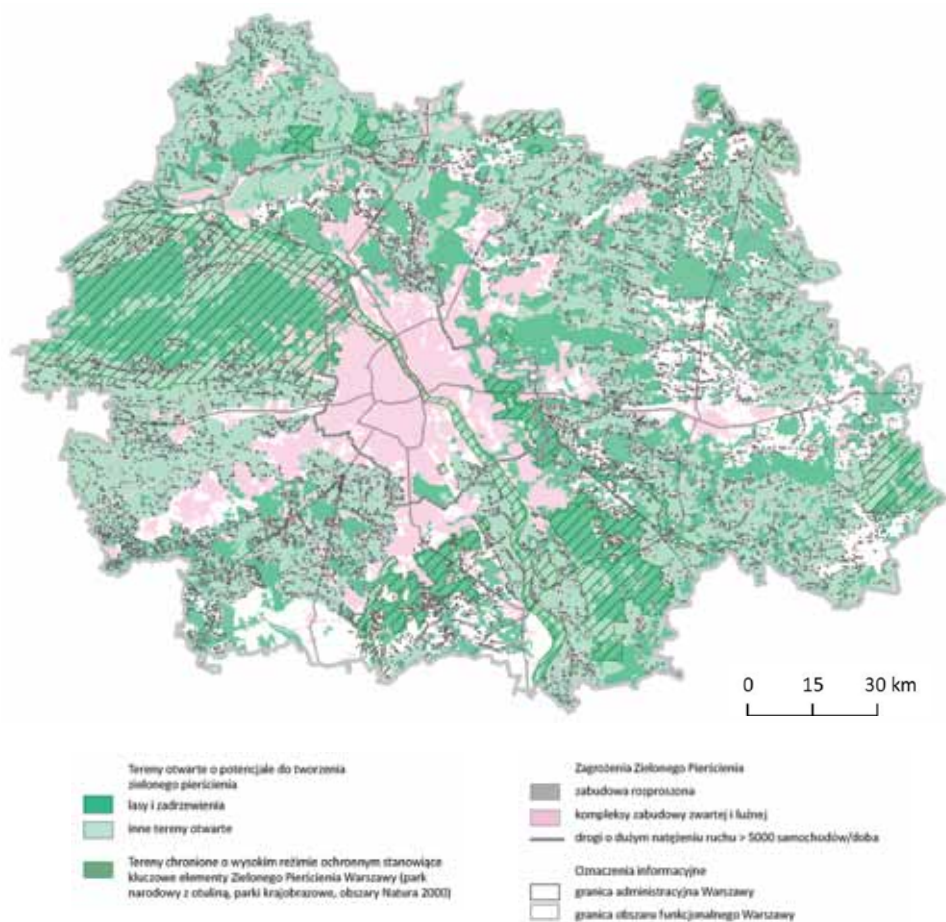 0 15 30 km
Tereny otwarte o potencjale do tworzenia
zielonego pierścienia
lasy i zadrzewienia
inne tereny otwarte
Tereny chronione o wysokim reżimie ochronnym stanowiące
kluczowe elementy Zielonego Pierścienia Warszawy (park
narodowy z otuliną, parki krajobrazowe, obszary Natura 2000)
Zagrożenia Zielonego Pierścienia
zabudowa rozproszona
kompleksy zabudowy zwartej i luźnej
drogi o dużym natężeniu ruchu > 5000 samochodów/doba
Oznaczenia informacyjne
granica administracyjna Warszawy
granica obszaru funkcjonalnego Warszawy